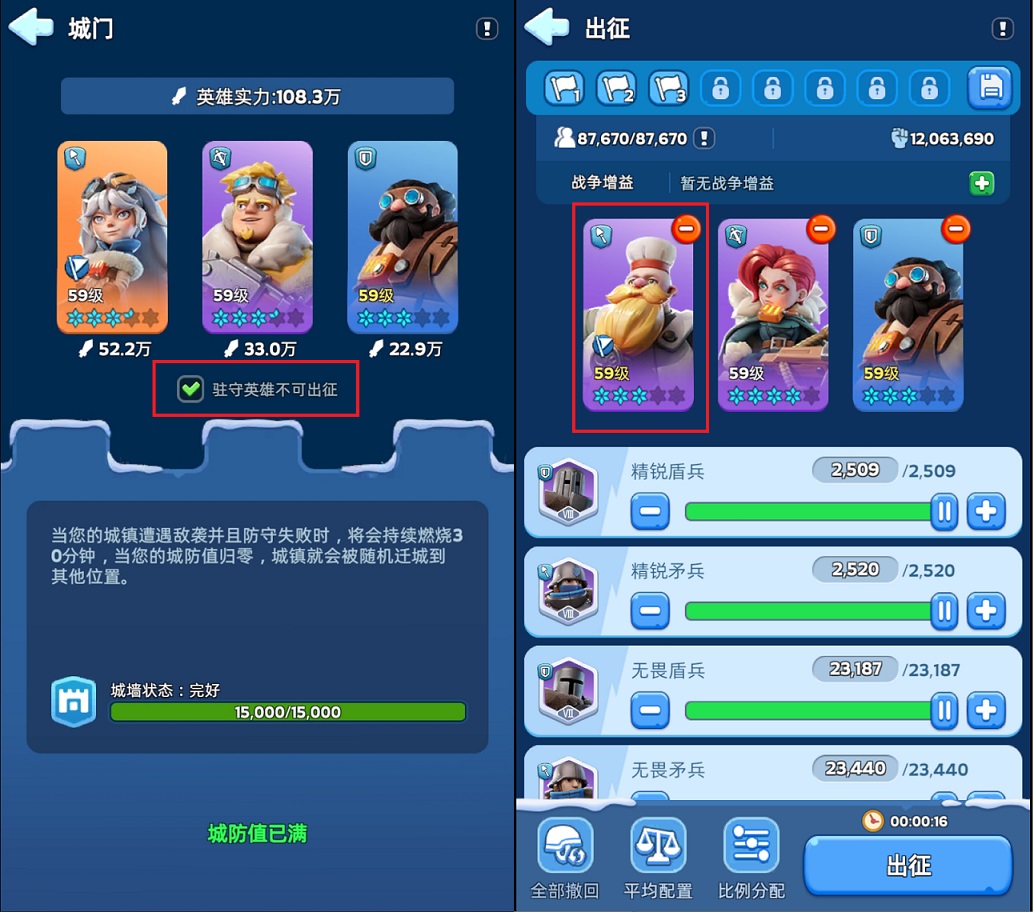 城门
英雄实力:108.3万
59级
59级
59级
52.2万
33.0万
22.9万
驻守英雄不可出征
当您的城镇遭遇敌袭并且防守失败时，将会持续燃烧3
0分钟，当您的城防值归零，城镇就会被随机迁城到
其他位置。
城墙状态：完好
15,000/15,000
城防值已满
出征
1
2
3
87,670/87,670
12,063,690
战争增益
暂无战争增益
59级
59级
59级
精锐盾兵
2,509 /2,509
VIII
精锐矛兵
2,520 /2,520
VIII
无畏盾兵
23,187 /23,187
VII
无畏矛兵
23,440 /23,440
00:00:16
全部撤回
平均配置
比例分配
出征